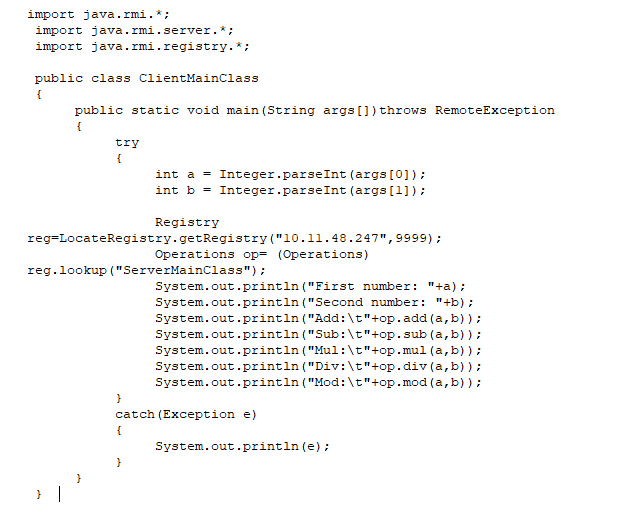 import java.rmi.*;
import java.rmi.server.*;
import java.rmi.registry.*;
public class ClientMainClass
{
public static void main(String args[])throws RemoteException
{
try
{
int a = Integer.parseInt(args[0]);
int b = Integer.parseInt(args[1]);
Registry
reg=LocateRegistry.getRegistry("10.11.48.247",9999);
Operations op= (Operations)
reg.lookup("ServerMainClass");
System.out.println("First number: "+a);
System.out.println("Second number: "+b);
System.out.println("Add:\t"+op.add(a,b));
System.out.println("Sub:\t"+op.sub(a,b));
System.out.println("Mul:\t"+op.mul(a,b));
System.out.println("Div:\t"+op.div(a,b));
System.out.println("Mod:\t"+op.mod(a,b));
}
catch(Exception e)
{
System.out.println(e);
}
}
}